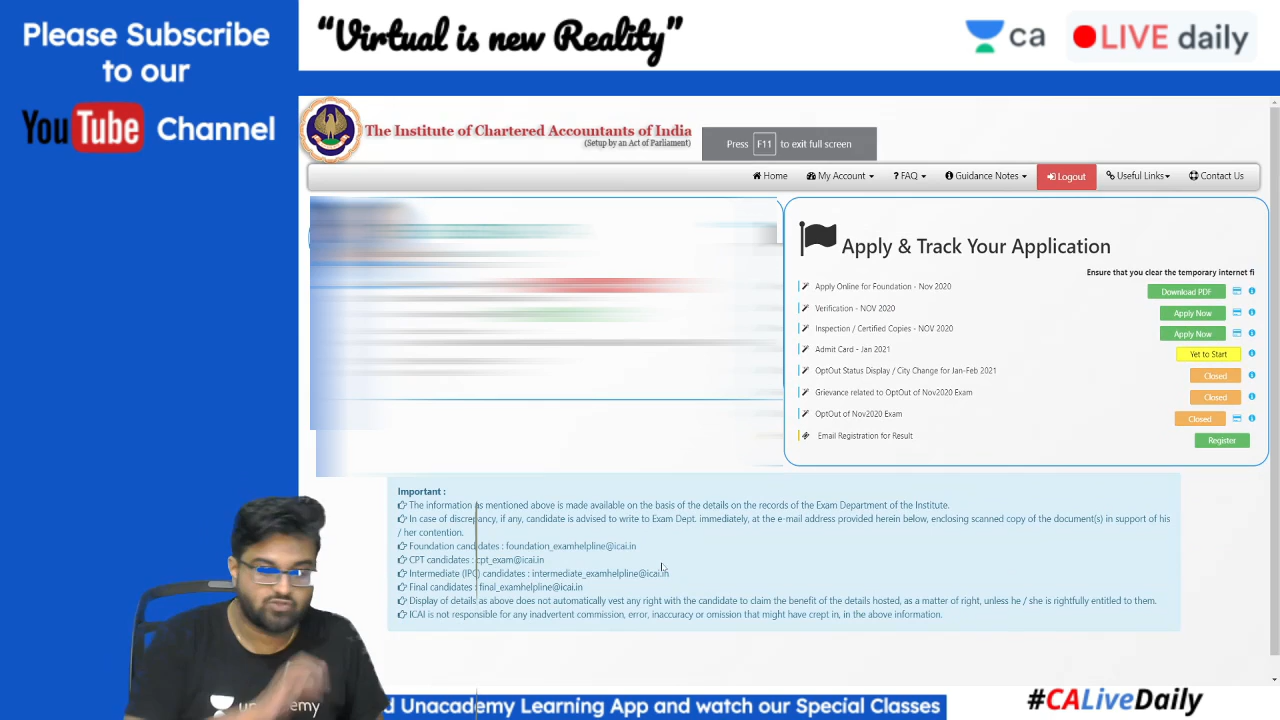 Please Subscribe
to our
YouTube Channel
“Virtual is new Reality”
ca
LIVE daily
The Institute of Chartered Accountants of India
(Setup by an Act of Parliament)
Press F11 to exit full screen
Home My Account ? FAQ Guidance Notes Logout Useful Links Contact Us
Apply & Track Your Application
Ensure that you clear the temporary internet fi
Apply Online for Foundation - Nov 2020 Download PDF
Verification - NOV 2020 Apply Now
Inspection / Certified Copies - NOV 2020 Apply Now
Admit Card - Jan 2021 Yet to Start
OptOut Status Display / City Change for Jan-Feb 2021 Closed
Grievance related to OptOut of Nov2020 Exam Closed
OptOut of Nov2020 Exam Closed
Email Registration for Result Register
Important :
The information as mentioned above is made available on the basis of the details on the records of the Exam Department of the Institute.
In case of discrepancy, if any, candidate is advised to write to Exam Dept. immediately, at the e-mail address provided herein below, enclosing scanned copy of the document(s) in support of his
/ her contention.
Foundation candidates : foundation_examhelpline@icai.in
CPT candidates : cpt_exam@icai.in
Intermediate (IPC) candidates : intermediate_examhelpline@icai.in
Final candidates : final_examhelpline@icai.in
Display of details as above does not automatically vest any right with the candidate to claim the benefit of the details hosted, as a matter of right, unless he / she is rightfully entitled to them.
ICAI is not responsible for any inadvertent commission, error, inaccuracy or omission that might have crept in, in the above information.
unacademy
d Unacademy Learning App and watch our Special Classes
#CALiveDaily